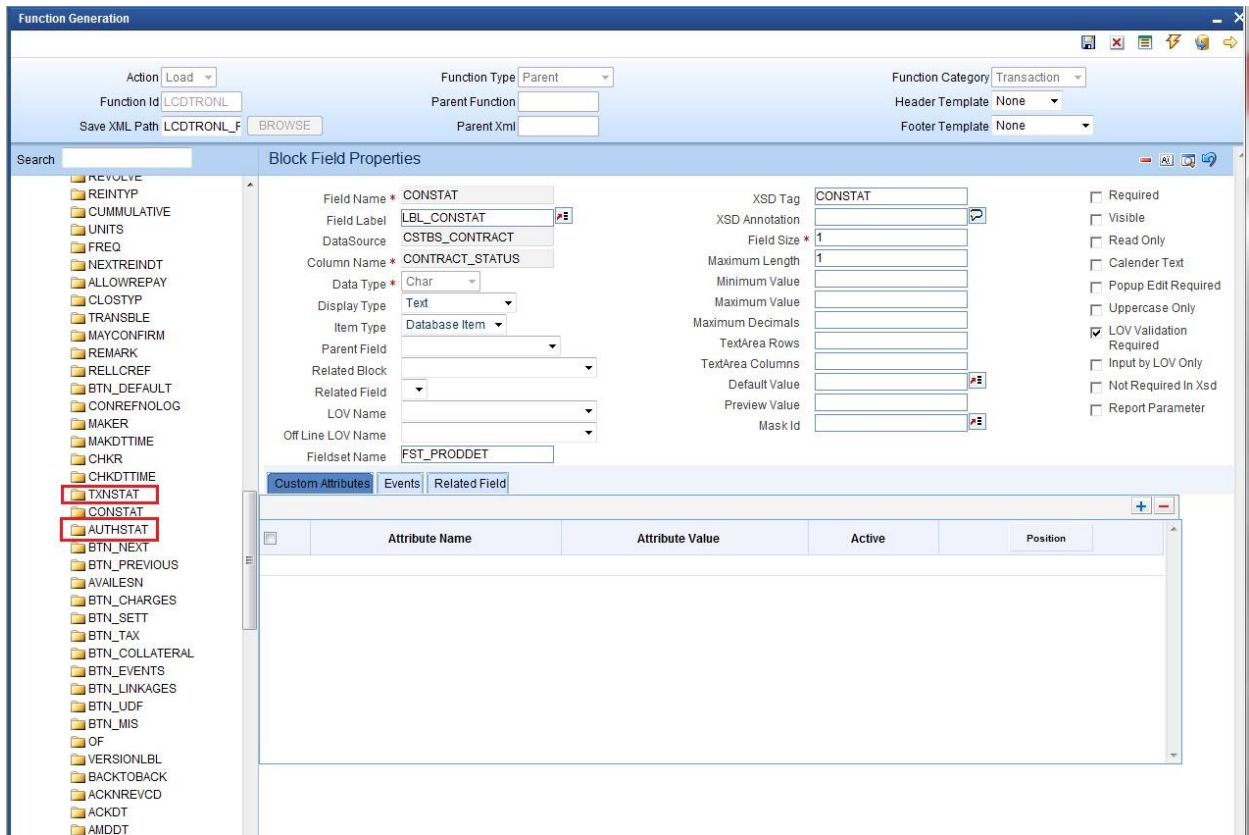 Function Generation
Action Load
Function Type Parent
Function Category Transaction
Function Id LCDTRONL
Parent Function
Header Template None
Save XML Path LCDTRONL_F BROWSE
Parent Xml
Footer Template None
Search
REVOLVE
REINTYP
CUMMULATIVE
UNITS
FREQ
NEXTREINDT
ALLOWREPAY
CLOSTYP
TRANSBLE
MAYCONFIRM
REMARK
RELLCREF
BTN_DEFAULT
CONREFNOLOG
MAKER
MAKDTTIME
CHKR
CHKDTTIME
TXNSTAT
CONSTAT
AUTHSTAT
BTN_NEXT
BTN_PREVIOUS
AVAILESN
BTN_CHARGES
BTN_SETT
BTN_TAX
BTN_COLLATERAL
BTN_EVENTS
BTN_LINKAGES
BTN_UDF
BTN_MIS
OF
VERSIONLBL
BACKTOBACK
ACKNREVCD
ACKDT
AMDDT
Block Field Properties
Field Name * CONSTAT
Field Label LBL_CONSTAT
DataSource CSTBS_CONTRACT
Column Name * CONTRACT_STATUS
Data Type * Char
Display Type Text
Item Type Database Item
Parent Field
Related Block
Related Field
LOV Name
Off Line LOV Name
Fieldset Name FST_PRODDET
XSD Tag CONSTAT
XSD Annotation
Field Size * 1
Maximum Length 1
Minimum Value
Maximum Value
Maximum Decimals
TextArea Rows
TextArea Columns
Default Value
Preview Value
Mask Id
Required
Visible
Read Only
Calender Text
Popup Edit Required
Uppercase Only
LOV Validation
Required
Input by LOV Only
Not Required In Xsd
Report Parameter
Custom Attributes Events Related Field
Attribute Name Attribute Value Active Position